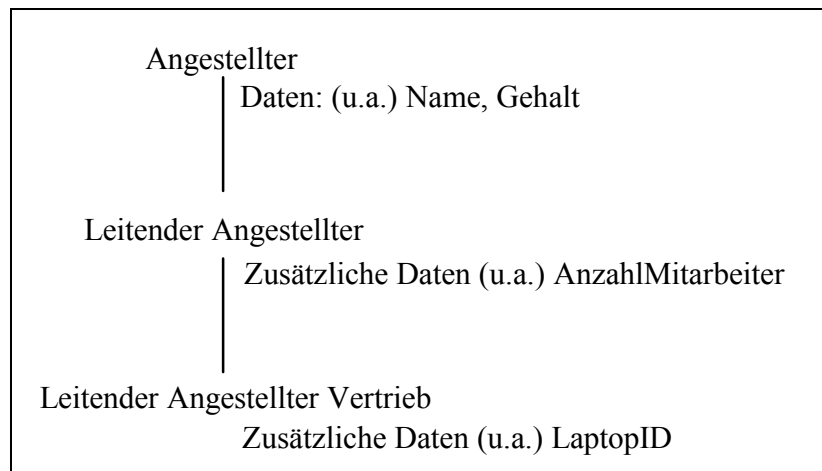 Angestellter
Daten: (u.a.) Name, Gehalt
Leitender Angestellter
Zusätzliche Daten (u.a.) AnzahlMitarbeiter
Leitender Angestellter Vertrieb
Zusätzliche Daten (u.a.) LaptopID